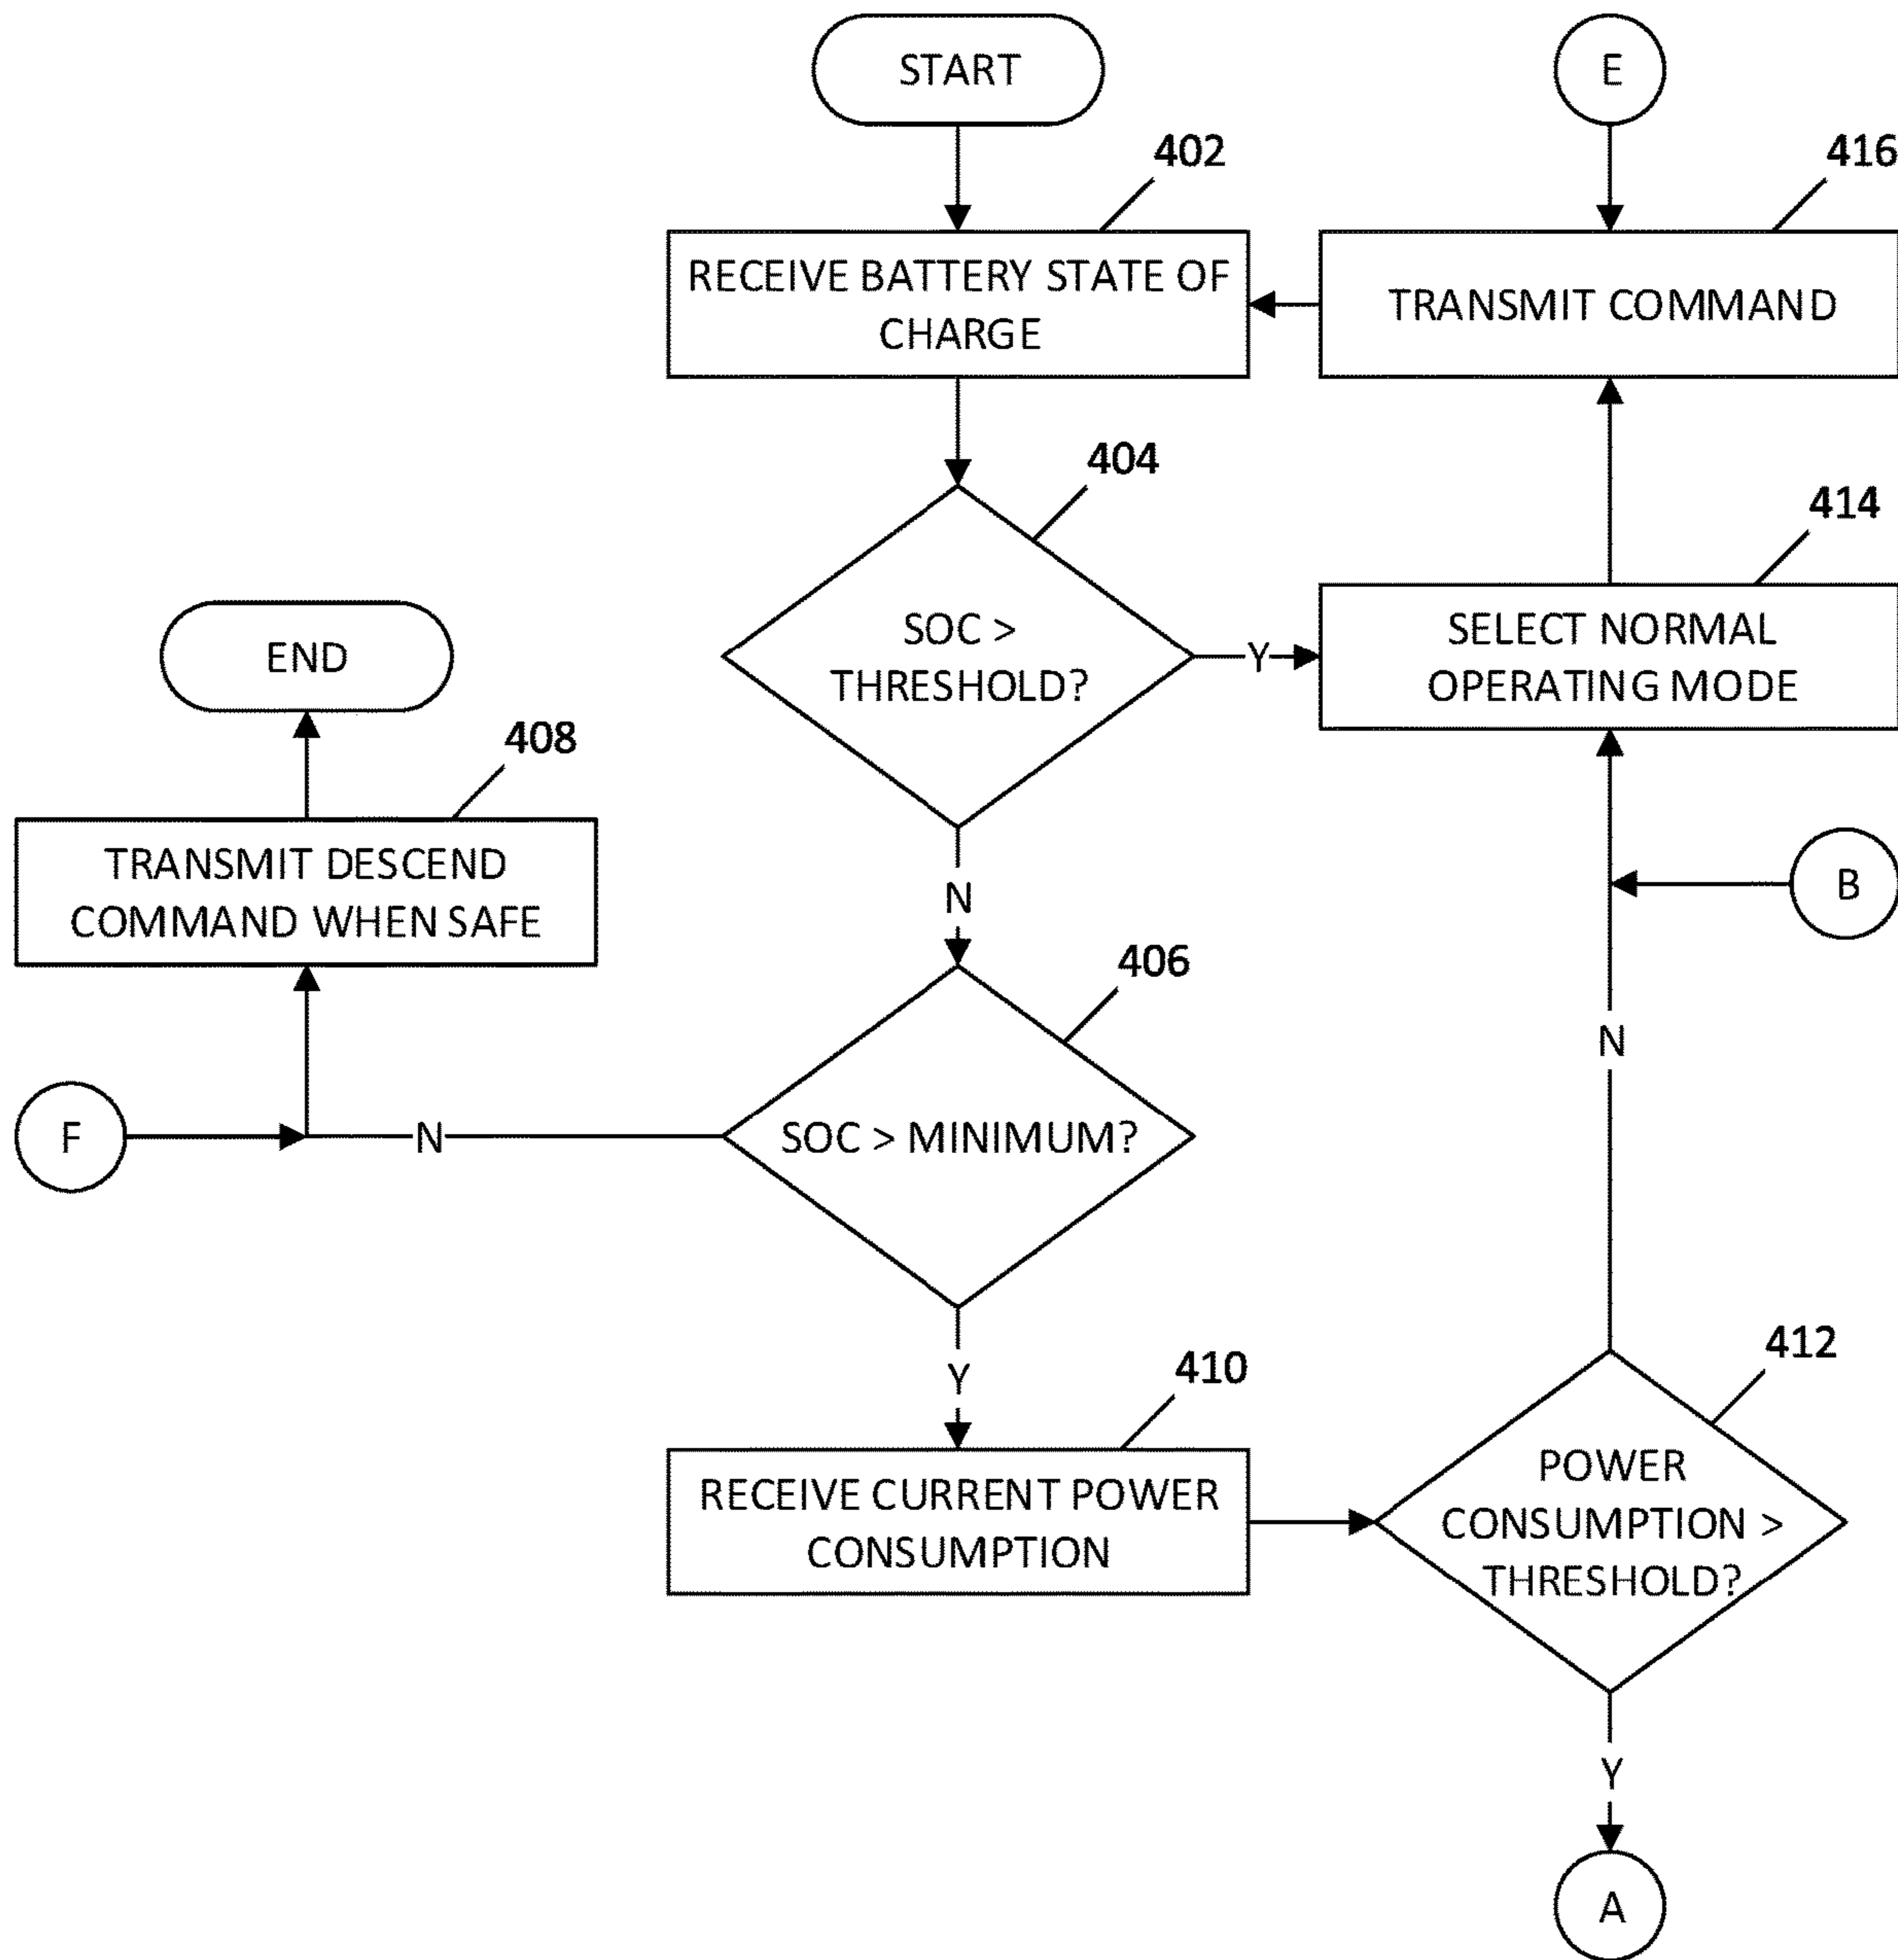 START
E
402
416
RECEIVE BATTERY STATE OF
CHARGE
TRANSMIT COMMAND
404
414
SOC >
THRESHOLD?
Y
SELECT NORMAL
OPERATING MODE
END
408
TRANSMIT DESCEND
COMMAND WHEN SAFE
N
B
406
N
F
N
SOC > MINIMUM?
Y
410
412
RECEIVE CURRENT POWER
CONSUMPTION
POWER
CONSUMPTION >
THRESHOLD?
Y
A